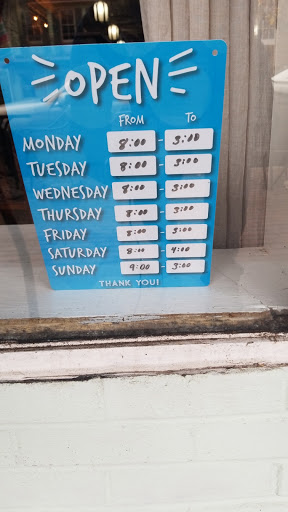 OPEN
FROM TO
MONDAY 8:00 - 3:00
TUESDAY 8:00 - 3:00
WEDNESDAY 8:00 - 3:00
THURSDAY 8:00 - 3:00
FRIDAY 8:00 - 3:00
SATURDAY 8:00 - 4:00
SUNDAY 9:00 - 3:00
THANK YOU!